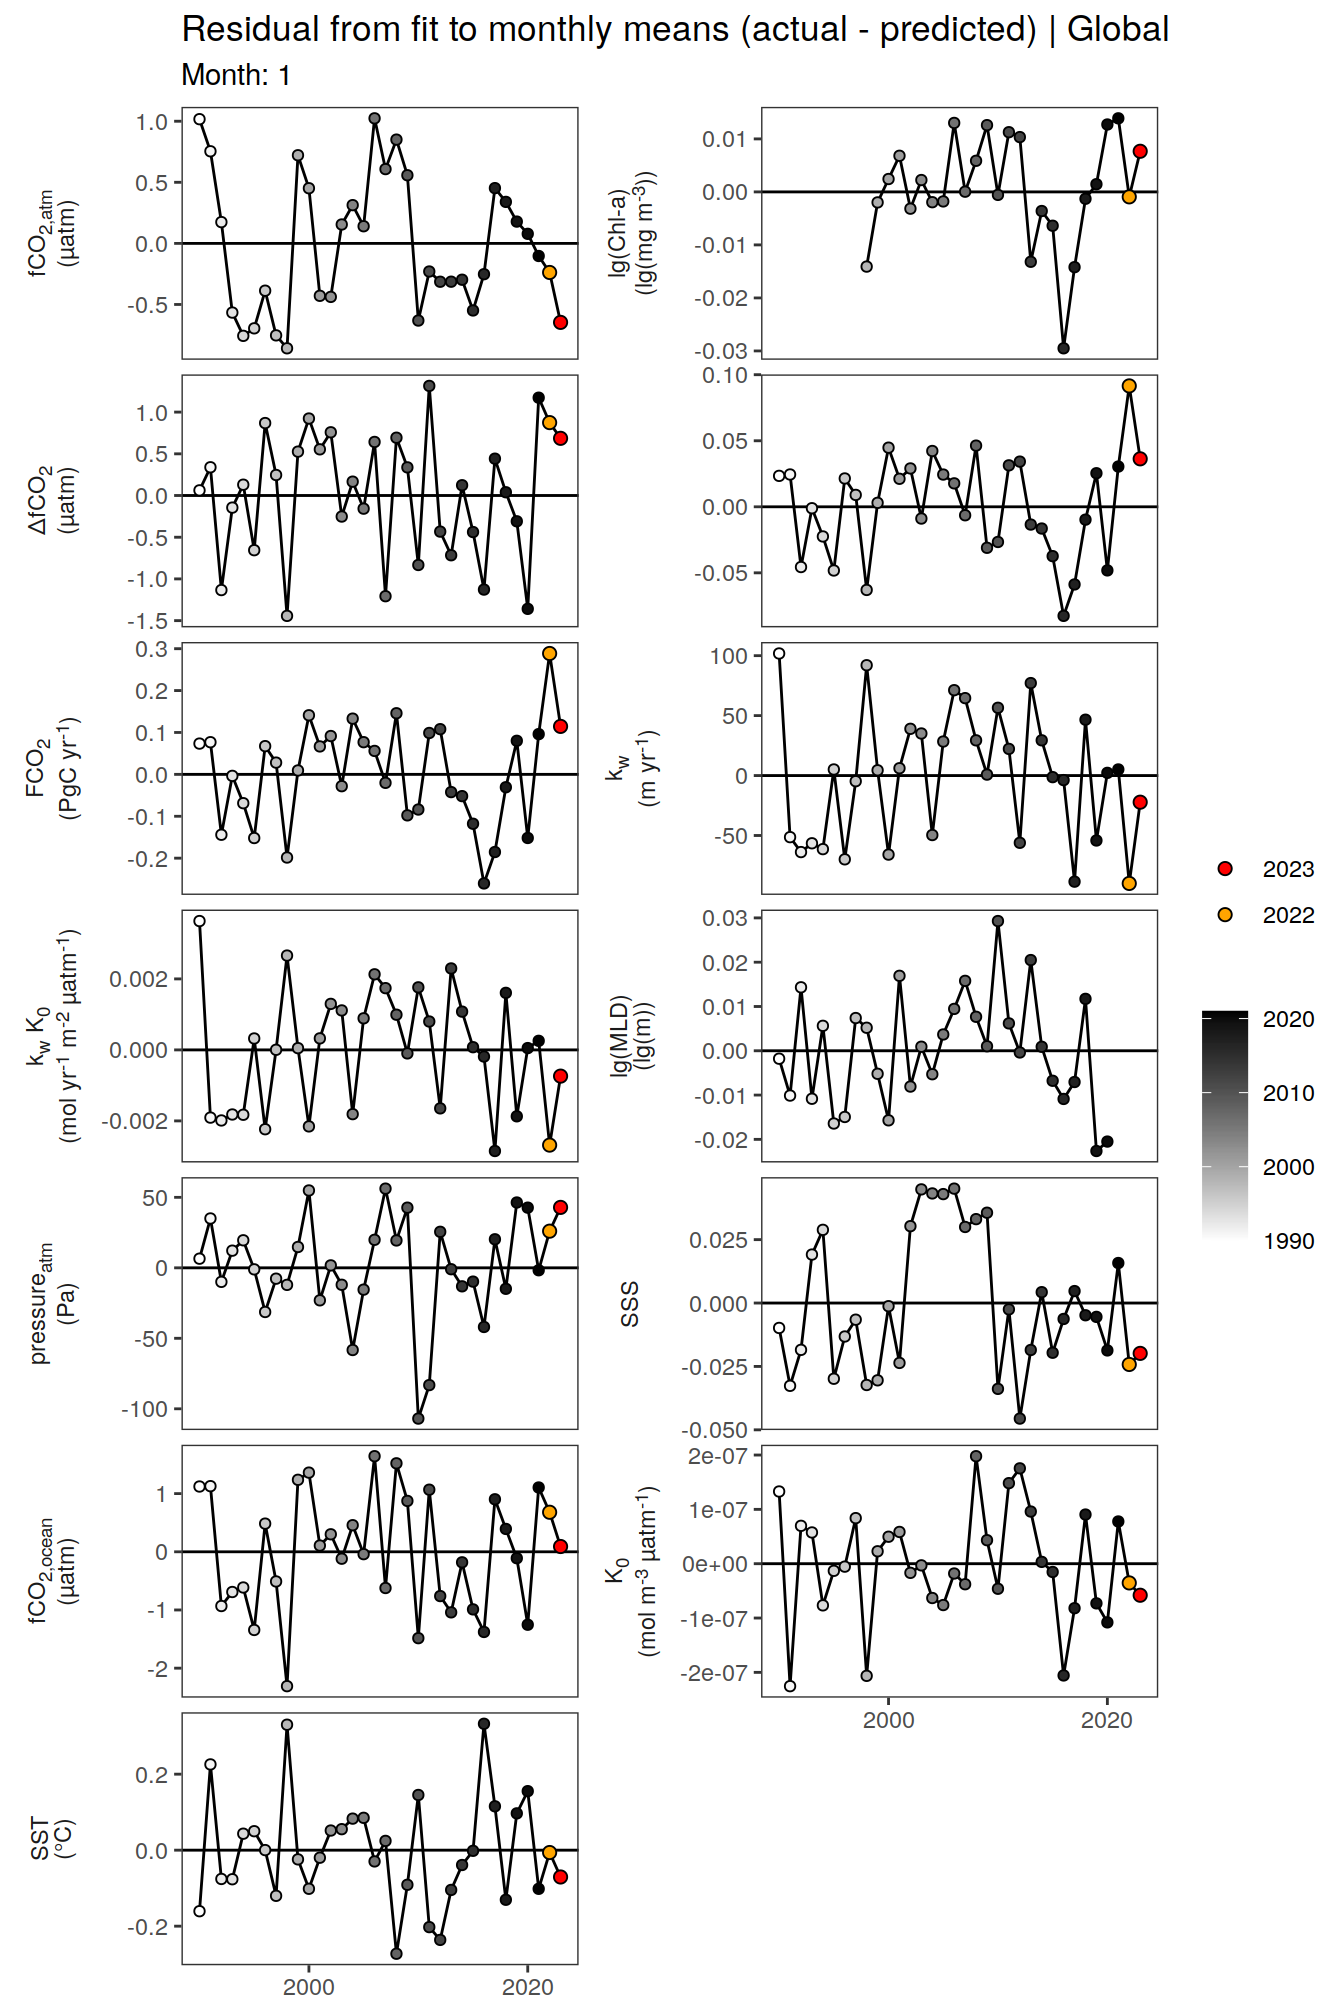 Residual from fit to monthly means (actual - predicted) | Global
Month: 1
fCO2,atm
(µatm)
1.0
0.5
0.0
-0.5
lg(Chl-a)
(lg(mg m-3))
0.01
0.00
-0.01
-0.02
-0.03
ΔfCO2
(µatm)
1.0
0.5
0.0
-0.5
-1.0
-1.5
0.10
0.05
0.00
-0.05
FCO2
(PgC yr-1)
0.3
0.2
0.1
0.0
-0.1
-0.2
kw
(m yr-1)
100
50
0
-50
kw K0
(mol yr-1 m-2 µatm-1)
0.002
0.000
-0.002
lg(MLD)
(lg(m))
0.03
0.02
0.01
0.00
-0.01
-0.02
pressureatm
(Pa)
50
0
-50
-100
SSS
0.025
0.000
-0.025
-0.050
fCO2,ocean
(µatm)
1
0
-1
-2
K0
(mol m-3 µatm-1)
2e-07
1e-07
0e+00
-1e-07
-2e-07
2000
2020
SST
(°C)
0.2
0.0
-0.2
2000
2020
2023
2022
2020
2010
2000
1990